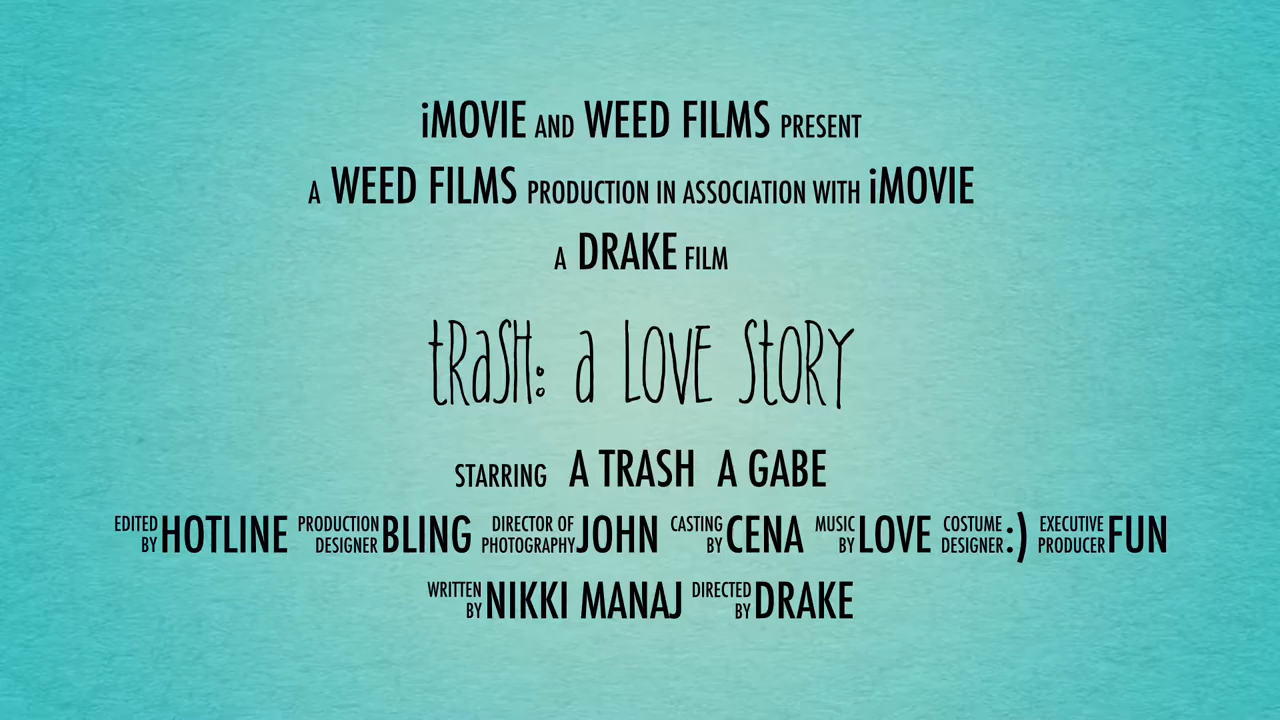 iMOVIE AND WEED FILMS PRESENT
A WEED FILMS PRODUCTION IN ASSOCIATION WITH iMOVIE
A DRAKE FILM
tRaSH: a LOVE StORY
STARRING A TRASH A GABE
EDITED BY HOTLINE PRODUCTION DESIGNER BLING DIRECTOR OF PHOTOGRAPHY JOHN CASTING BY CENA MUSIC BY LOVE COSTUME DESIGNER :) EXECUTIVE PRODUCER FUN
WRITTEN BY NIKKI MANAJ DIRECTED BY DRAKE